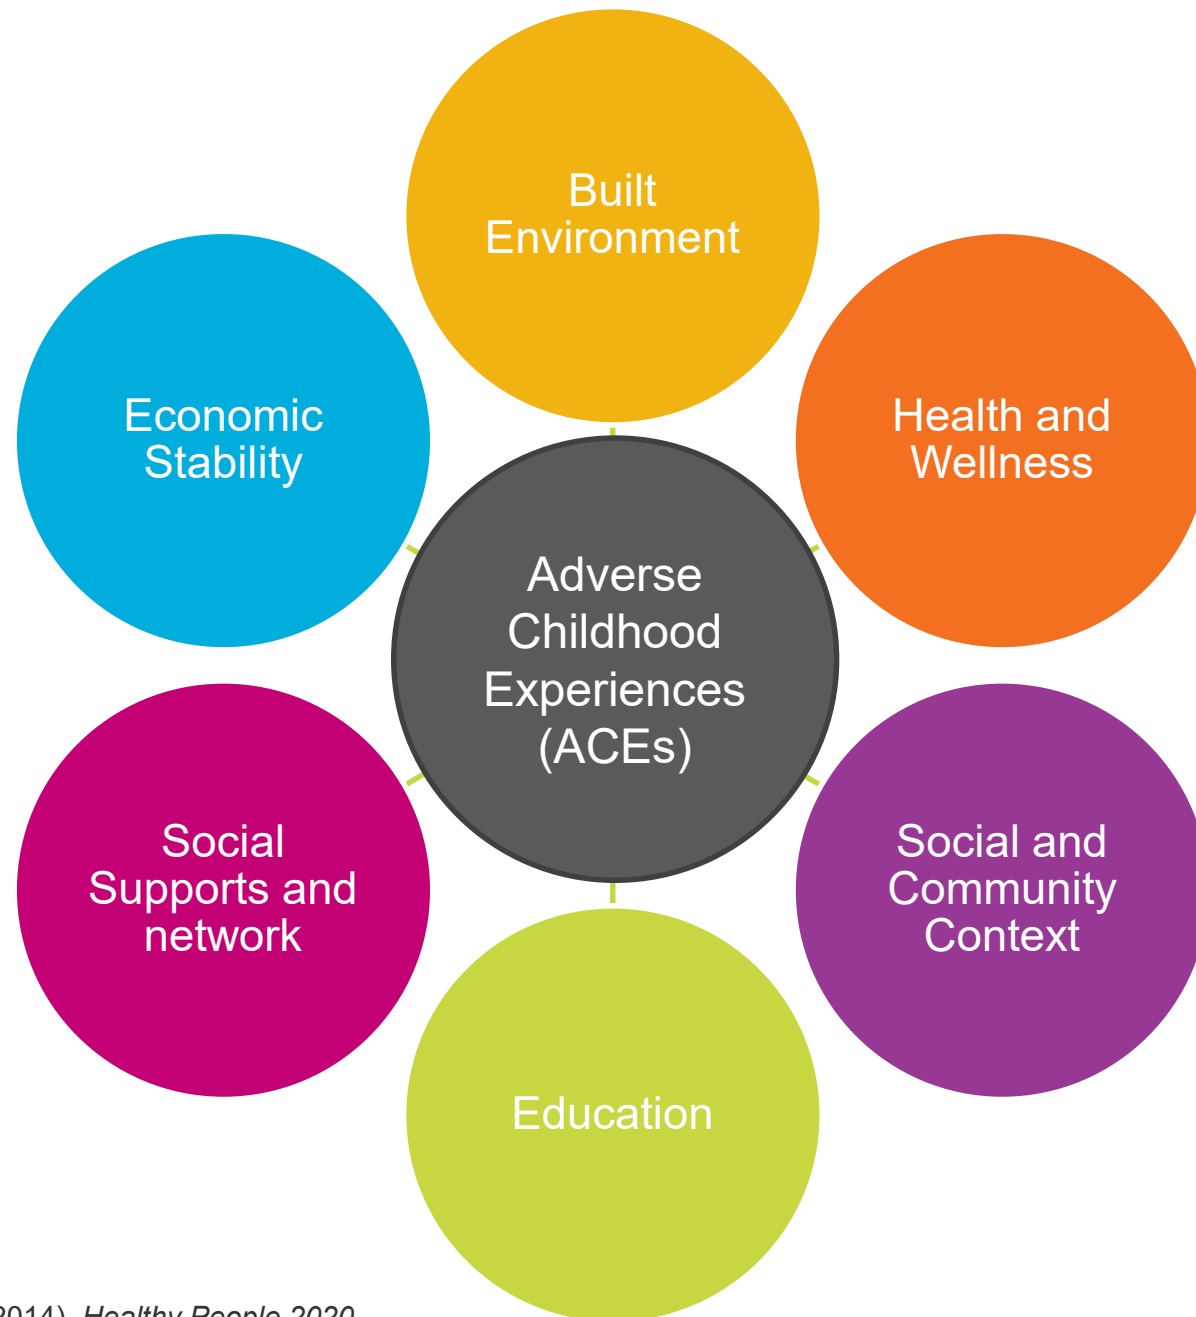 Built
Environment
Economic
Stability
Health and
Wellness
Adverse
Childhood
Experiences
(ACEs)
Social
Supports and
network
Social and
Community
Context
Education
2014). Healthy People 2020